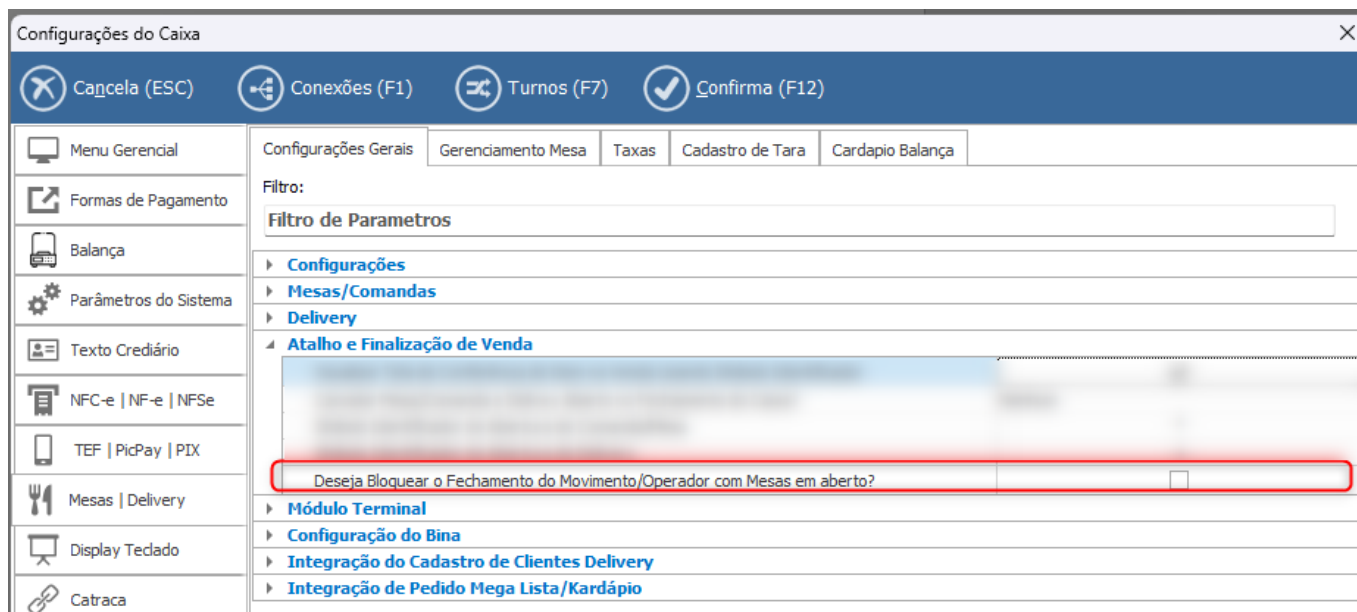 Configurações do Caixa
Cancela (ESC)
Conexões (F1)
Turnos (F7)
Confirma (F12)
Menu Gerencial
Formas de Pagamento
Balança
Parâmetros do Sistema
Texto Crediário
NFC-e | NF-e | NFSe
TEF | PicPay | PIX
Mesas | Delivery
Display Teclado
Catraca
Configurações Gerais
Gerenciamento Mesa
Taxas
Cadastro de Tara
Cardapio Balança
Filtro:
Filtro de Parametros
Configurações
Mesas/Comandas
Delivery
Atalho e Finalização de Venda
Deseja Bloquear o Fechamento do Movimento/Operador com Mesas em aberto?
Módulo Terminal
Configuração do Bina
Integração do Cadastro de Clientes Delivery
Integração de Pedido Mega Lista/Kardápio